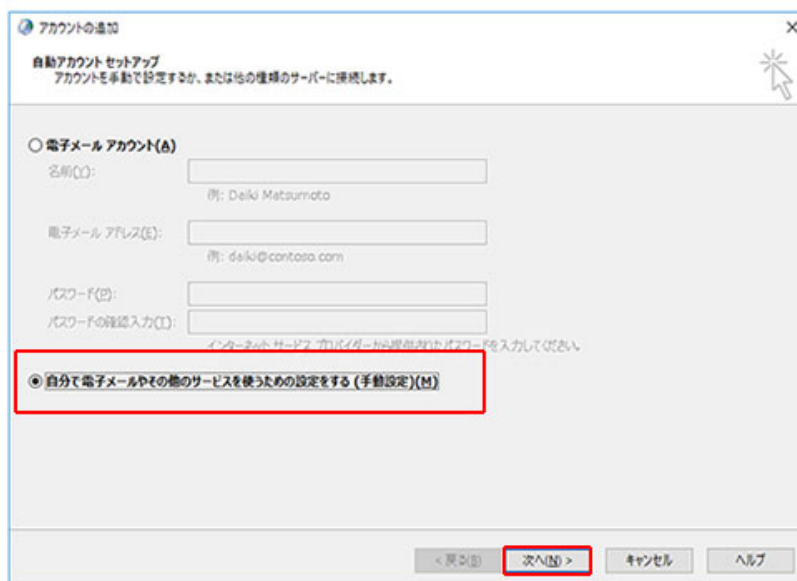 アカウントの追加
自動アカウント セットアップ
アカウントを手動で設定するか、または他の種類のサーバーに接続します。
電子メール アカウント(A)
名前(Y):
例: Daiki Matsumoto
電子メール アドレス(E):
例: daiki@contoso.com
パスワード(P):
パスワードの確認入力(T):
インターネット サービス プロバイダーから提供されたパスワードを入力してください。
自分で電子メールやその他のサービスを使うための設定をする (手動設定)(M)
< 戻る(B) 次へ(N) > キャンセル ヘルプ